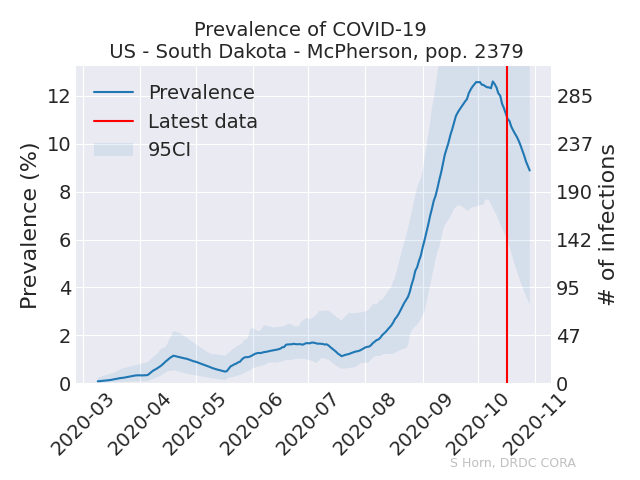 Prevalence of COVID-19
US - South Dakota - McPherson, pop. 2379
Prevalence
Latest data
95CI
Prevalence (%)
12
10
8
6
4
2
0
285
237
190
142
95
47
0
# of infections
2020-03
2020-04
2020-05
2020-06
2020-07
2020-08
2020-09
2020-10
2020-11
S Horn, DRDC CORA